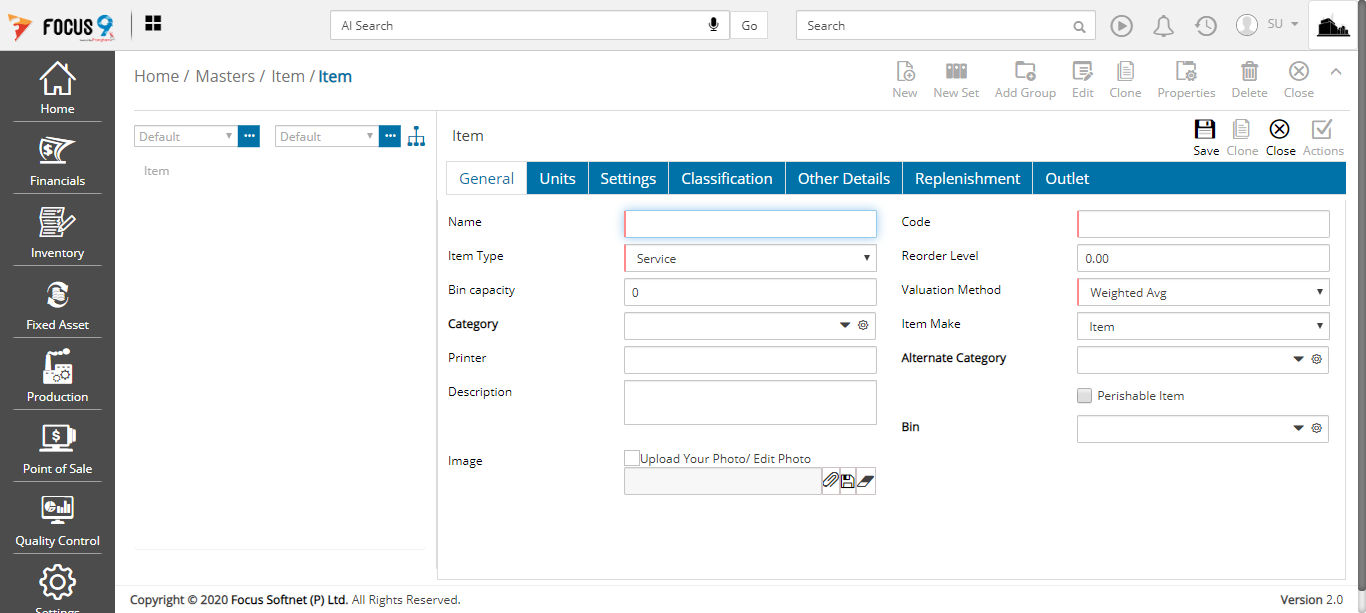 FOCUS 9
AI Search
Go
Search
SU
Home
Financials
Inventory
Fixed Asset
Production
Point of Sale
Quality Control
Settings
Home / Masters / Item / Item
New
New Set
Add Group
Edit
Clone
Properties
Delete
Close
Default
Default
Item
Item
Save
Clone
Close
Actions
General
Units
Settings
Classification
Other Details
Replenishment
Outlet
Name
Code
Item Type
Service
Reorder Level
0.00
Bin capacity
0
Valuation Method
Weighted Avg
Category
Item Make
Item
Printer
Alternate Category
Description
Perishable Item
Bin
Image
Upload Your Photo/ Edit Photo
Copyright © 2020 Focus Softnet (P) Ltd. All Rights Reserved.
Version 2.0